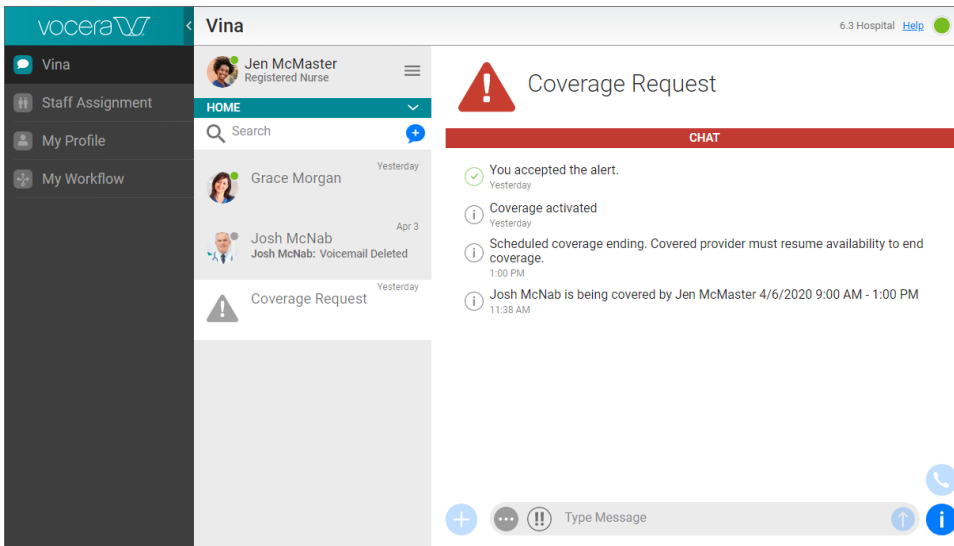 vocera
Vina
6.3 Hospital Help
Vina
Staff Assignment
My Profile
My Workflow
Jen McMaster
Registered Nurse
HOME
Search
Yesterday
Grace Morgan
Apr 3
Josh McNab
Josh McNab: Voicemail Deleted
Yesterday
Coverage Request
Coverage Request
CHAT
You accepted the alert.
Yesterday
Coverage activated
Yesterday
Scheduled coverage ending. Covered provider must resume availability to end
coverage.
1:00 PM
Josh McNab is being covered by Jen McMaster 4/6/2020 9:00 AM - 1:00 PM
11:38 AM
Type Message